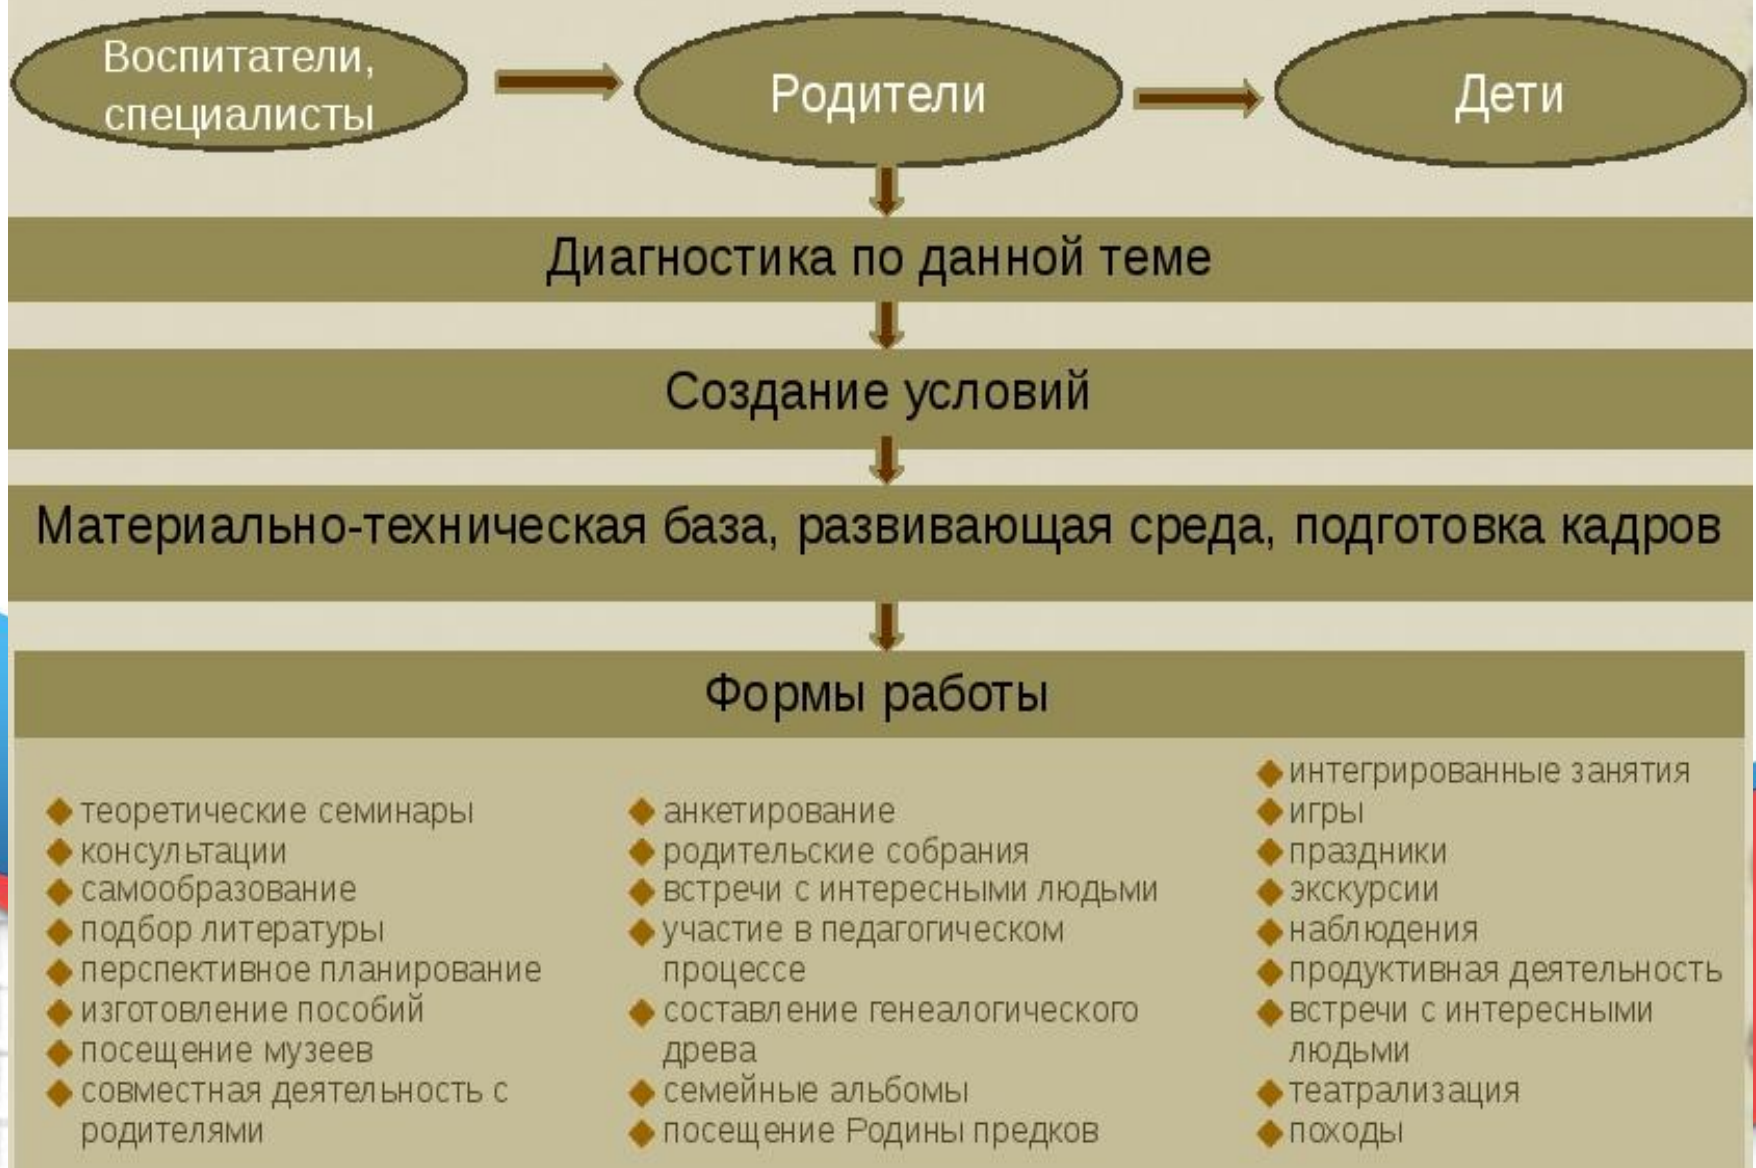 Воспитатели,
специалисты
Родители
Дети
Диагностика по данной теме
Создание условий
Материально-техническая база, развивающая среда, подготовка кадров
Формы работы
теоретические семинары
консультации
самообразование
подбор литературы
перспективное планирование
изготовление пособий
посещение музеев
совместная деятельность с
родителями
анкетирование
родительские собрания
встречи с интересными людьми
участие в педагогическом
процессе
составление генеалогического
древа
семейные альбомы
посещение Родины предков
интегрированные занятия
игры
праздники
экскурсии
наблюдения
продуктивная деятельность
встречи с интересными
людьми
театрализация
походы